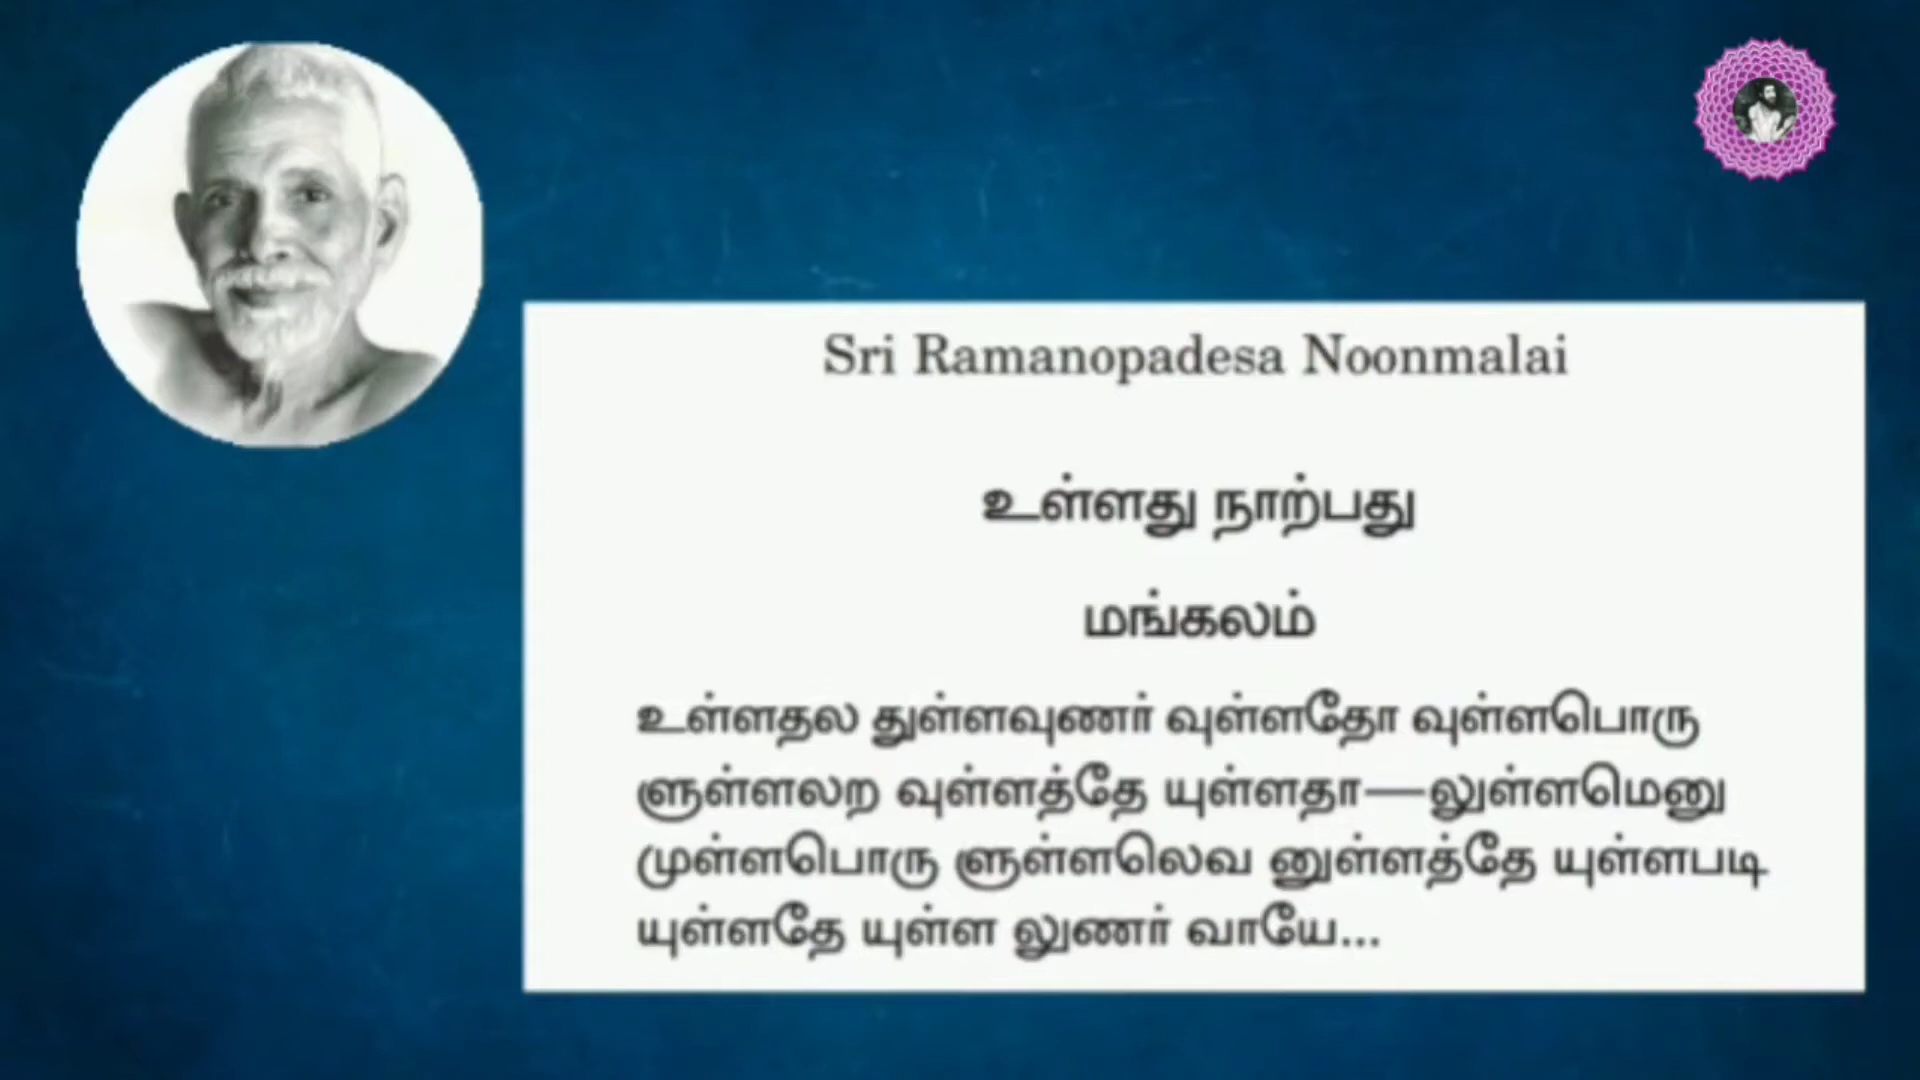 Sri Ramanopadesa Noonmalai
உள்ளது நாற்பது
மங்கலம்
உள்ளதல துள்ளவுணர் வுள்ளதோ வுள்ளபொரு
ளுள்ளலற வுள்ளத்தே யுள்ளதா—லுள்ளமெனு
முள்ளபொரு ளுள்ளலெவ னுள்ளத்தே யுள்ளபடி
யுள்ளதே யுள்ள லுணர் வாயே...